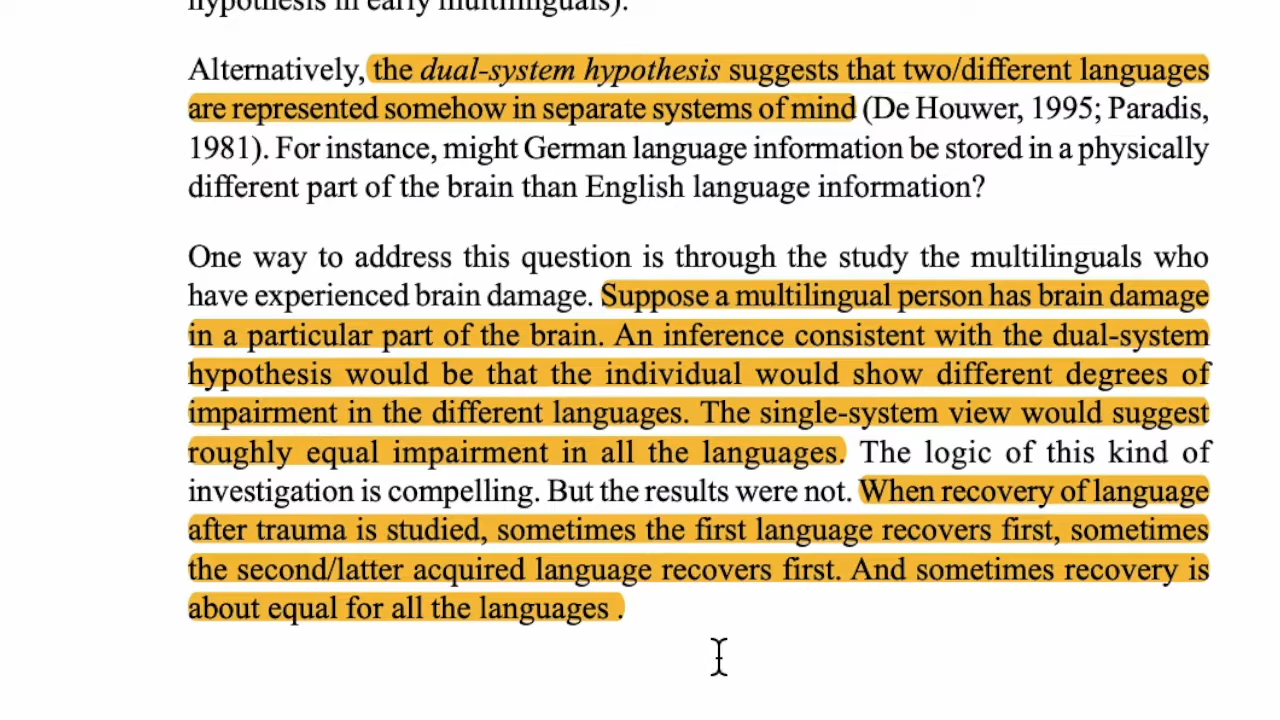 hypothesis in early multilinguals).
Alternatively, the dual-system hypothesis suggests that two/different languages
are represented somehow in separate systems of mind (De Houwer, 1995; Paradis,
1981). For instance, might German language information be stored in a physically
different part of the brain than English language information?
One way to address this question is through the study the multilinguals who
have experienced brain damage. Suppose a multilingual person has brain damage
in a particular part of the brain. An inference consistent with the dual-system
hypothesis would be that the individual would show different degrees of
impairment in the different languages. The single-system view would suggest
roughly equal impairment in all the languages. The logic of this kind of
investigation is compelling. But the results were not. When recovery of language
after trauma is studied, sometimes the first language recovers first, sometimes
the second/latter acquired language recovers first. And sometimes recovery is
about equal for all the languages .